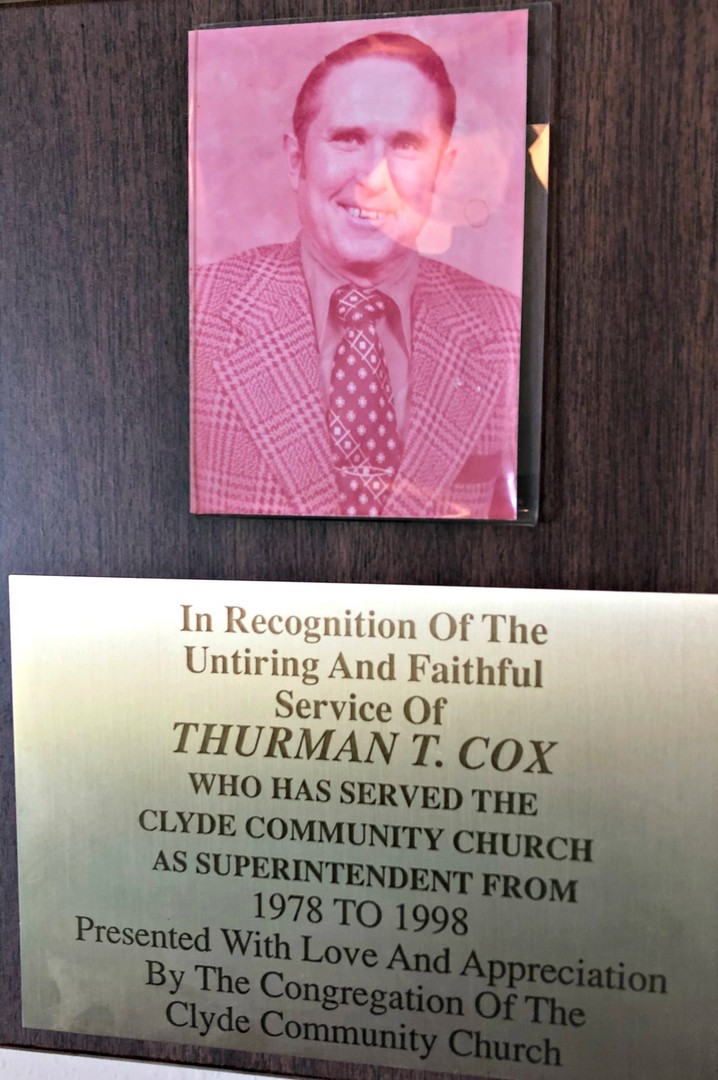 In Recognition Of The
Untiring And Faithful
Service Of
THURMAN T. COX
WHO HAS SERVED THE
CLYDE COMMUNITY CHURCH
AS SUPERINTENDENT FROM
1978 TO 1998
Presented With Love And Appreciation
By The Congregation Of The
Clyde Community Church